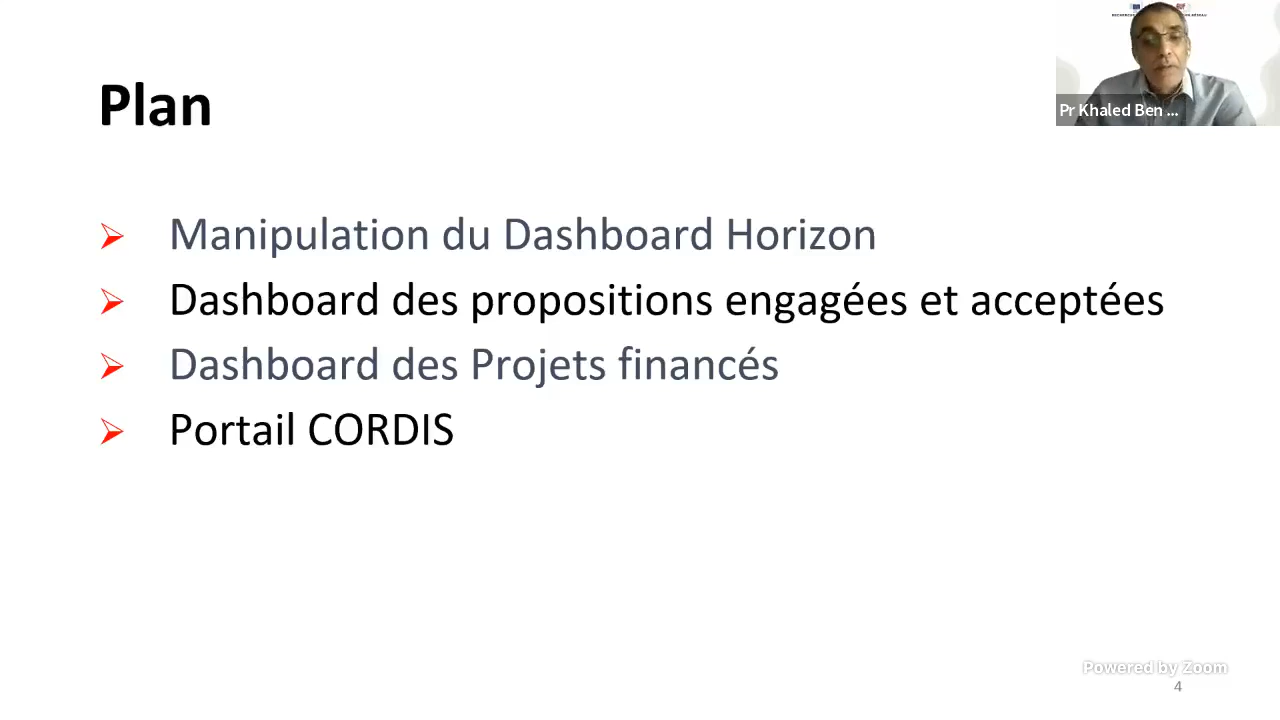 Plan
Pr Khaled Ben ...
➢ Manipulation du Dashboard Horizon
➢ Dashboard des propositions engagées et acceptées
➢ Dashboard des Projets financés
➢ Portail CORDIS
Powered by Zoom
4